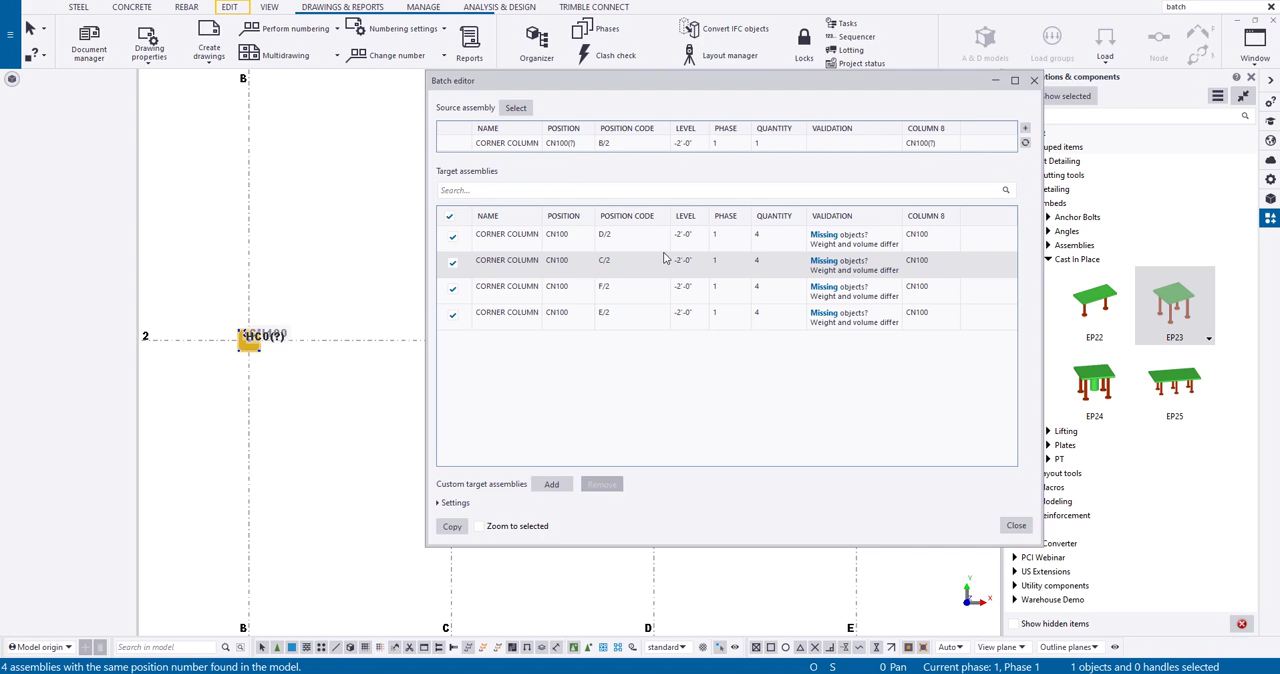 STEEL CONCRETE REBAR EDIT VIEW DRAWINGS & REPORTS MANAGE ANALYSIS & DESIGN TRIMBLE CONNECT batch
Document manager
Drawing properties
Create drawings
Perform numbering
Multidrawing
Numbering settings
Change number
Reports
Phases
Organizer
Clash check
Convert IFC objects
Layout manager
Locks
Tasks
Sequencer
Lotting
Project status
A & D models
Load groups
Load
Node
Window
B
2
HC0(?)
Batch editor
Source assembly Select
NAME POSITION POSITION CODE LEVEL PHASE QUANTITY VALIDATION COLUMN 8
CORNER COLUMN CN100(?) B/2 -2'-0" 1 1 CN100(?)
Target assemblies
Search...
NAME POSITION POSITION CODE LEVEL PHASE QUANTITY VALIDATION COLUMN 8
CORNER COLUMN CN100 D/2 -2'-0" 1 4 Missing objects? CN100
Weight and volume differ
CORNER COLUMN CN100 C/2 -2'-0" 1 4 Missing objects? CN100
Weight and volume differ
CORNER COLUMN CN100 F/2 -2'-0" 1 4 Missing objects? CN100
Weight and volume differ
CORNER COLUMN CN100 E/2 -2'-0" 1 4 Missing objects? CN100
Weight and volume differ
Custom target assemblies Add Remove
Settings
Copy Zoom to selected Close
ations & components
how selected
uped items
t Detailing
utting tools
etailing
mbeds
Anchor Bolts
Angles
Assemblies
Cast In Place
EP22 EP23
EP24 EP25
Lifting
Plates
PT
yout tools
acros
odeling
einforcement
Converter
PCI Webinar
US Extensions
Utility components
Warehouse Demo
Show hidden items
Y
X
Z
B C D E
Model origin Search in model standard Auto View plane Outline planes
4 assemblies with the same position number found in the model. O S 0 Pan Current phase: 1, Phase 1 1 objects and 0 handles selected